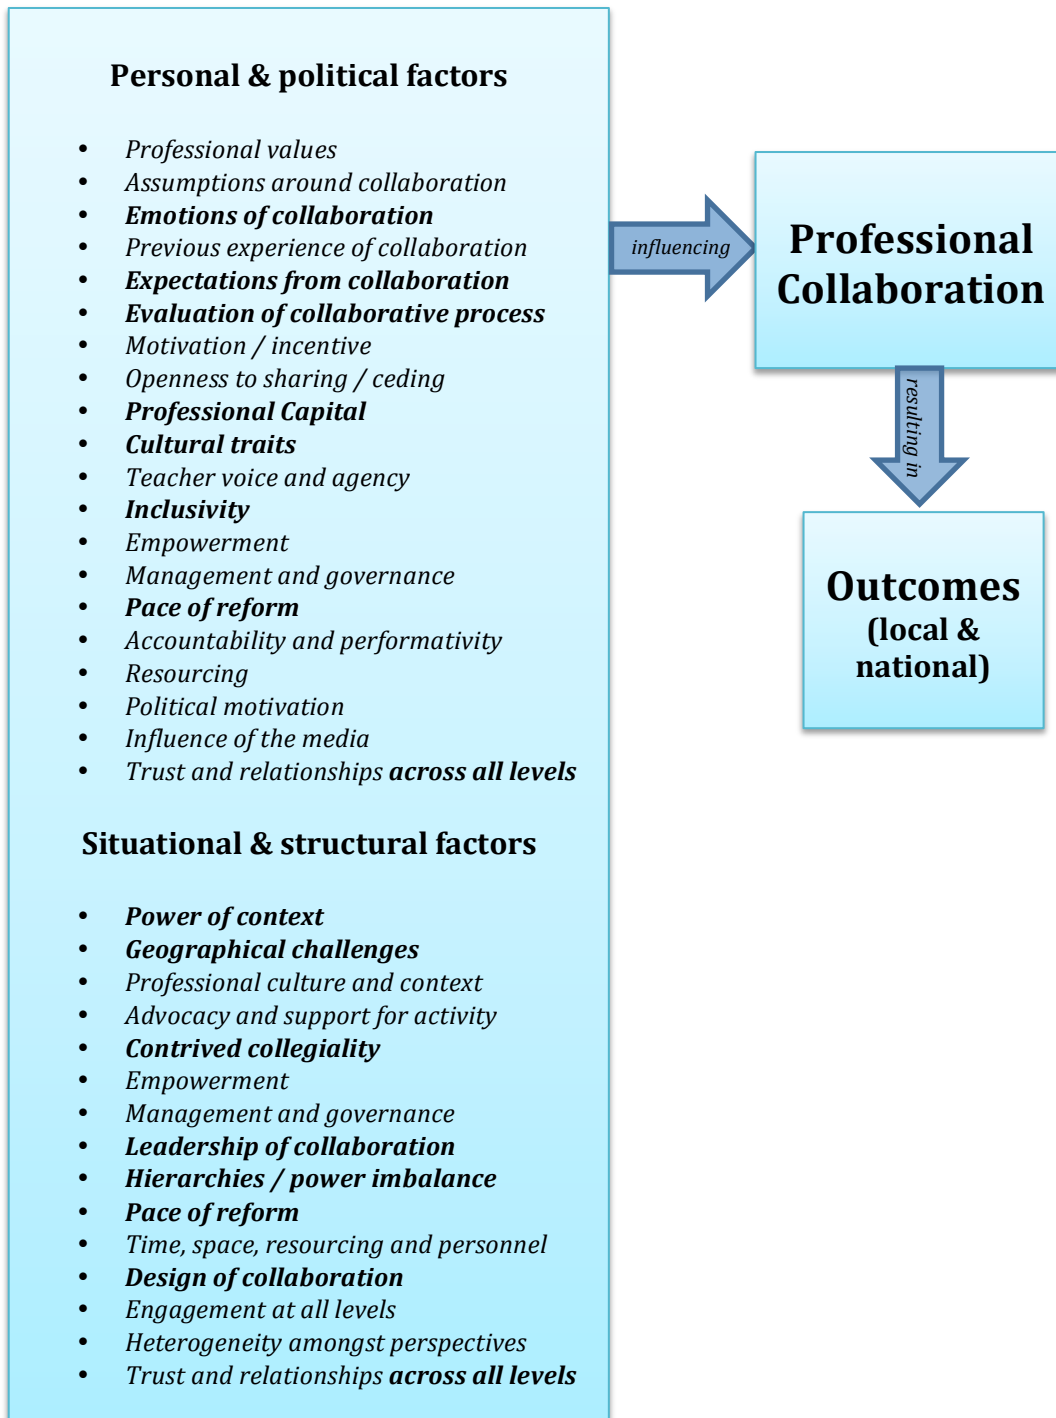 Personal & political factors
• Professional values
• Assumptions around collaboration
• Emotions of collaboration
• Previous experience of collaboration
• Expectations from collaboration
• Evaluation of collaborative process
• Motivation / incentive
• Openness to sharing / ceding
• Professional Capital
• Cultural traits
• Teacher voice and agency
• Inclusivity
• Empowerment
• Management and governance
• Pace of reform
• Accountability and performativity
• Resourcing
• Political motivation
• Influence of the media
• Trust and relationships across all levels
Situational & structural factors
• Power of context
• Geographical challenges
• Professional culture and context
• Advocacy and support for activity
• Contrived collegiality
• Empowerment
• Management and governance
• Leadership of collaboration
• Hierarchies / power imbalance
• Pace of reform
• Time, space, resourcing and personnel
• Design of collaboration
• Engagement at all levels
• Heterogeneity amongst perspectives
• Trust and relationships across all levels
influencing
Professional
Collaboration
resulting in
Outcomes
(local &
national)